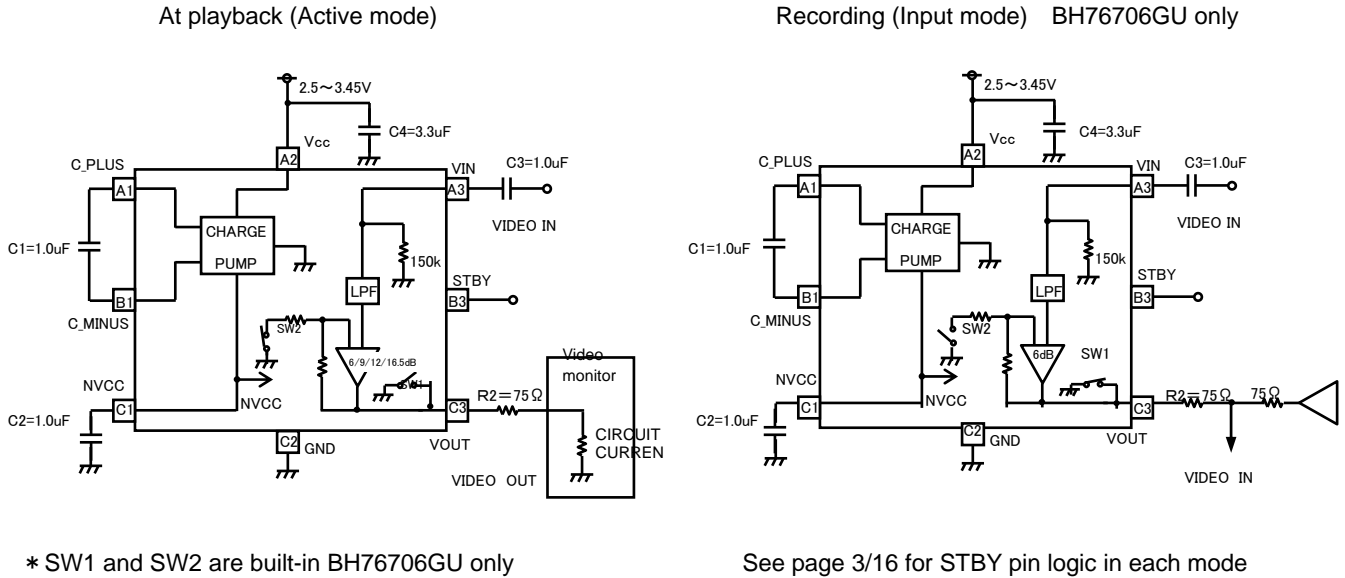 At playback (Active mode)
Recording (Input mode) BH76706GU only
2.5～3.45V
C4=3.3uF
Vcc
A2
C_PLUS
VIN
C3=1.0uF
A1
A3
VIDEO IN
CHARGE
PUMP
C1=1.0uF
150k
LPF
STBY
B1
B3
C_MINUS
SW2
6/9/12/16.5dB
SW1
Video
monitor
NVCC
NVCC
R2=75Ω
C1
C3
C2=1.0uF
C2
GND
VOUT
CIRCUIT
CURREN
VIDEO OUT
2.5～3.45V
C4=3.3uF
Vcc
A2
C_PLUS
VIN
C3=1.0uF
A1
A3
VIDEO IN
CHARGE
PUMP
C1=1.0uF
150k
LPF
STBY
B1
B3
C_MINUS
SW2
6dB
SW1
NVCC
NVCC
R2=75Ω
75Ω
C1
C3
C2=1.0uF
C2
GND
VOUT
VIDEO IN
* SW1 and SW2 are built-in BH76706GU only
See page 3/16 for STBY pin logic in each mode